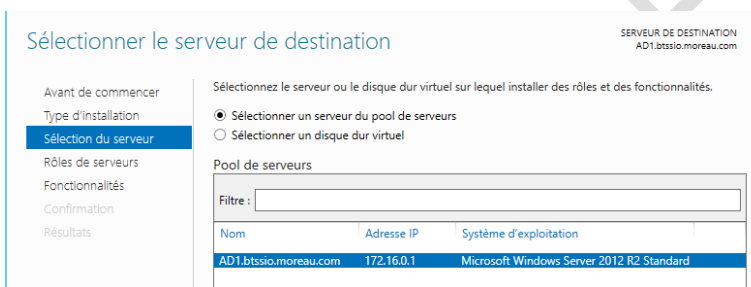 Sélectionner le serveur de destination
SERVEUR DE DESTINATION
AD1.btssio.moreau.com
Avant de commencer
Type d'installation
Sélection du serveur
Rôles de serveurs
Fonctionnalités
Confirmation
Résultats
Sélectionnez le serveur ou le disque dur virtuel sur lequel installer des rôles et des fonctionnalités.
Sélectionner un serveur du pool de serveurs
Sélectionner un disque dur virtuel
Pool de serveurs
Filtre :
Nom Adresse IP Système d'exploitation
AD1.btssio.moreau.com 172.16.0.1 Microsoft Windows Server 2012 R2 Standard